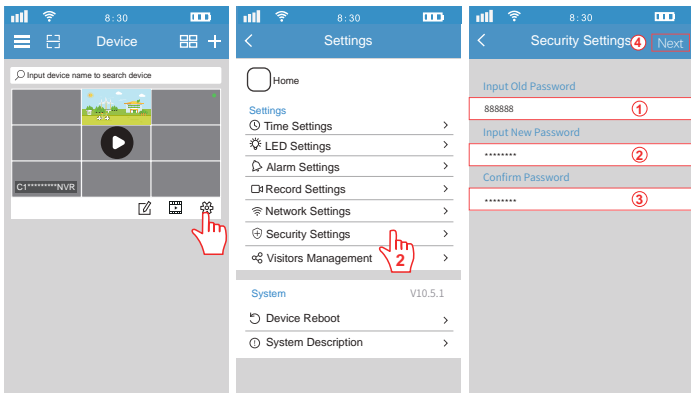 8:30
Device
Input device name to search device
C1*********NVR
8:30
Settings
Home
Settings
Time Settings
LED Settings
Alarm Settings
Record Settings
Network Settings
Security Settings
Visitors Management
2
System V10.5.1
Device Reboot
System Description
8:30
Security Settings 4 Next
Input Old Password
888888 1
Input New Password
******** 2
Confirm Password
******** 3